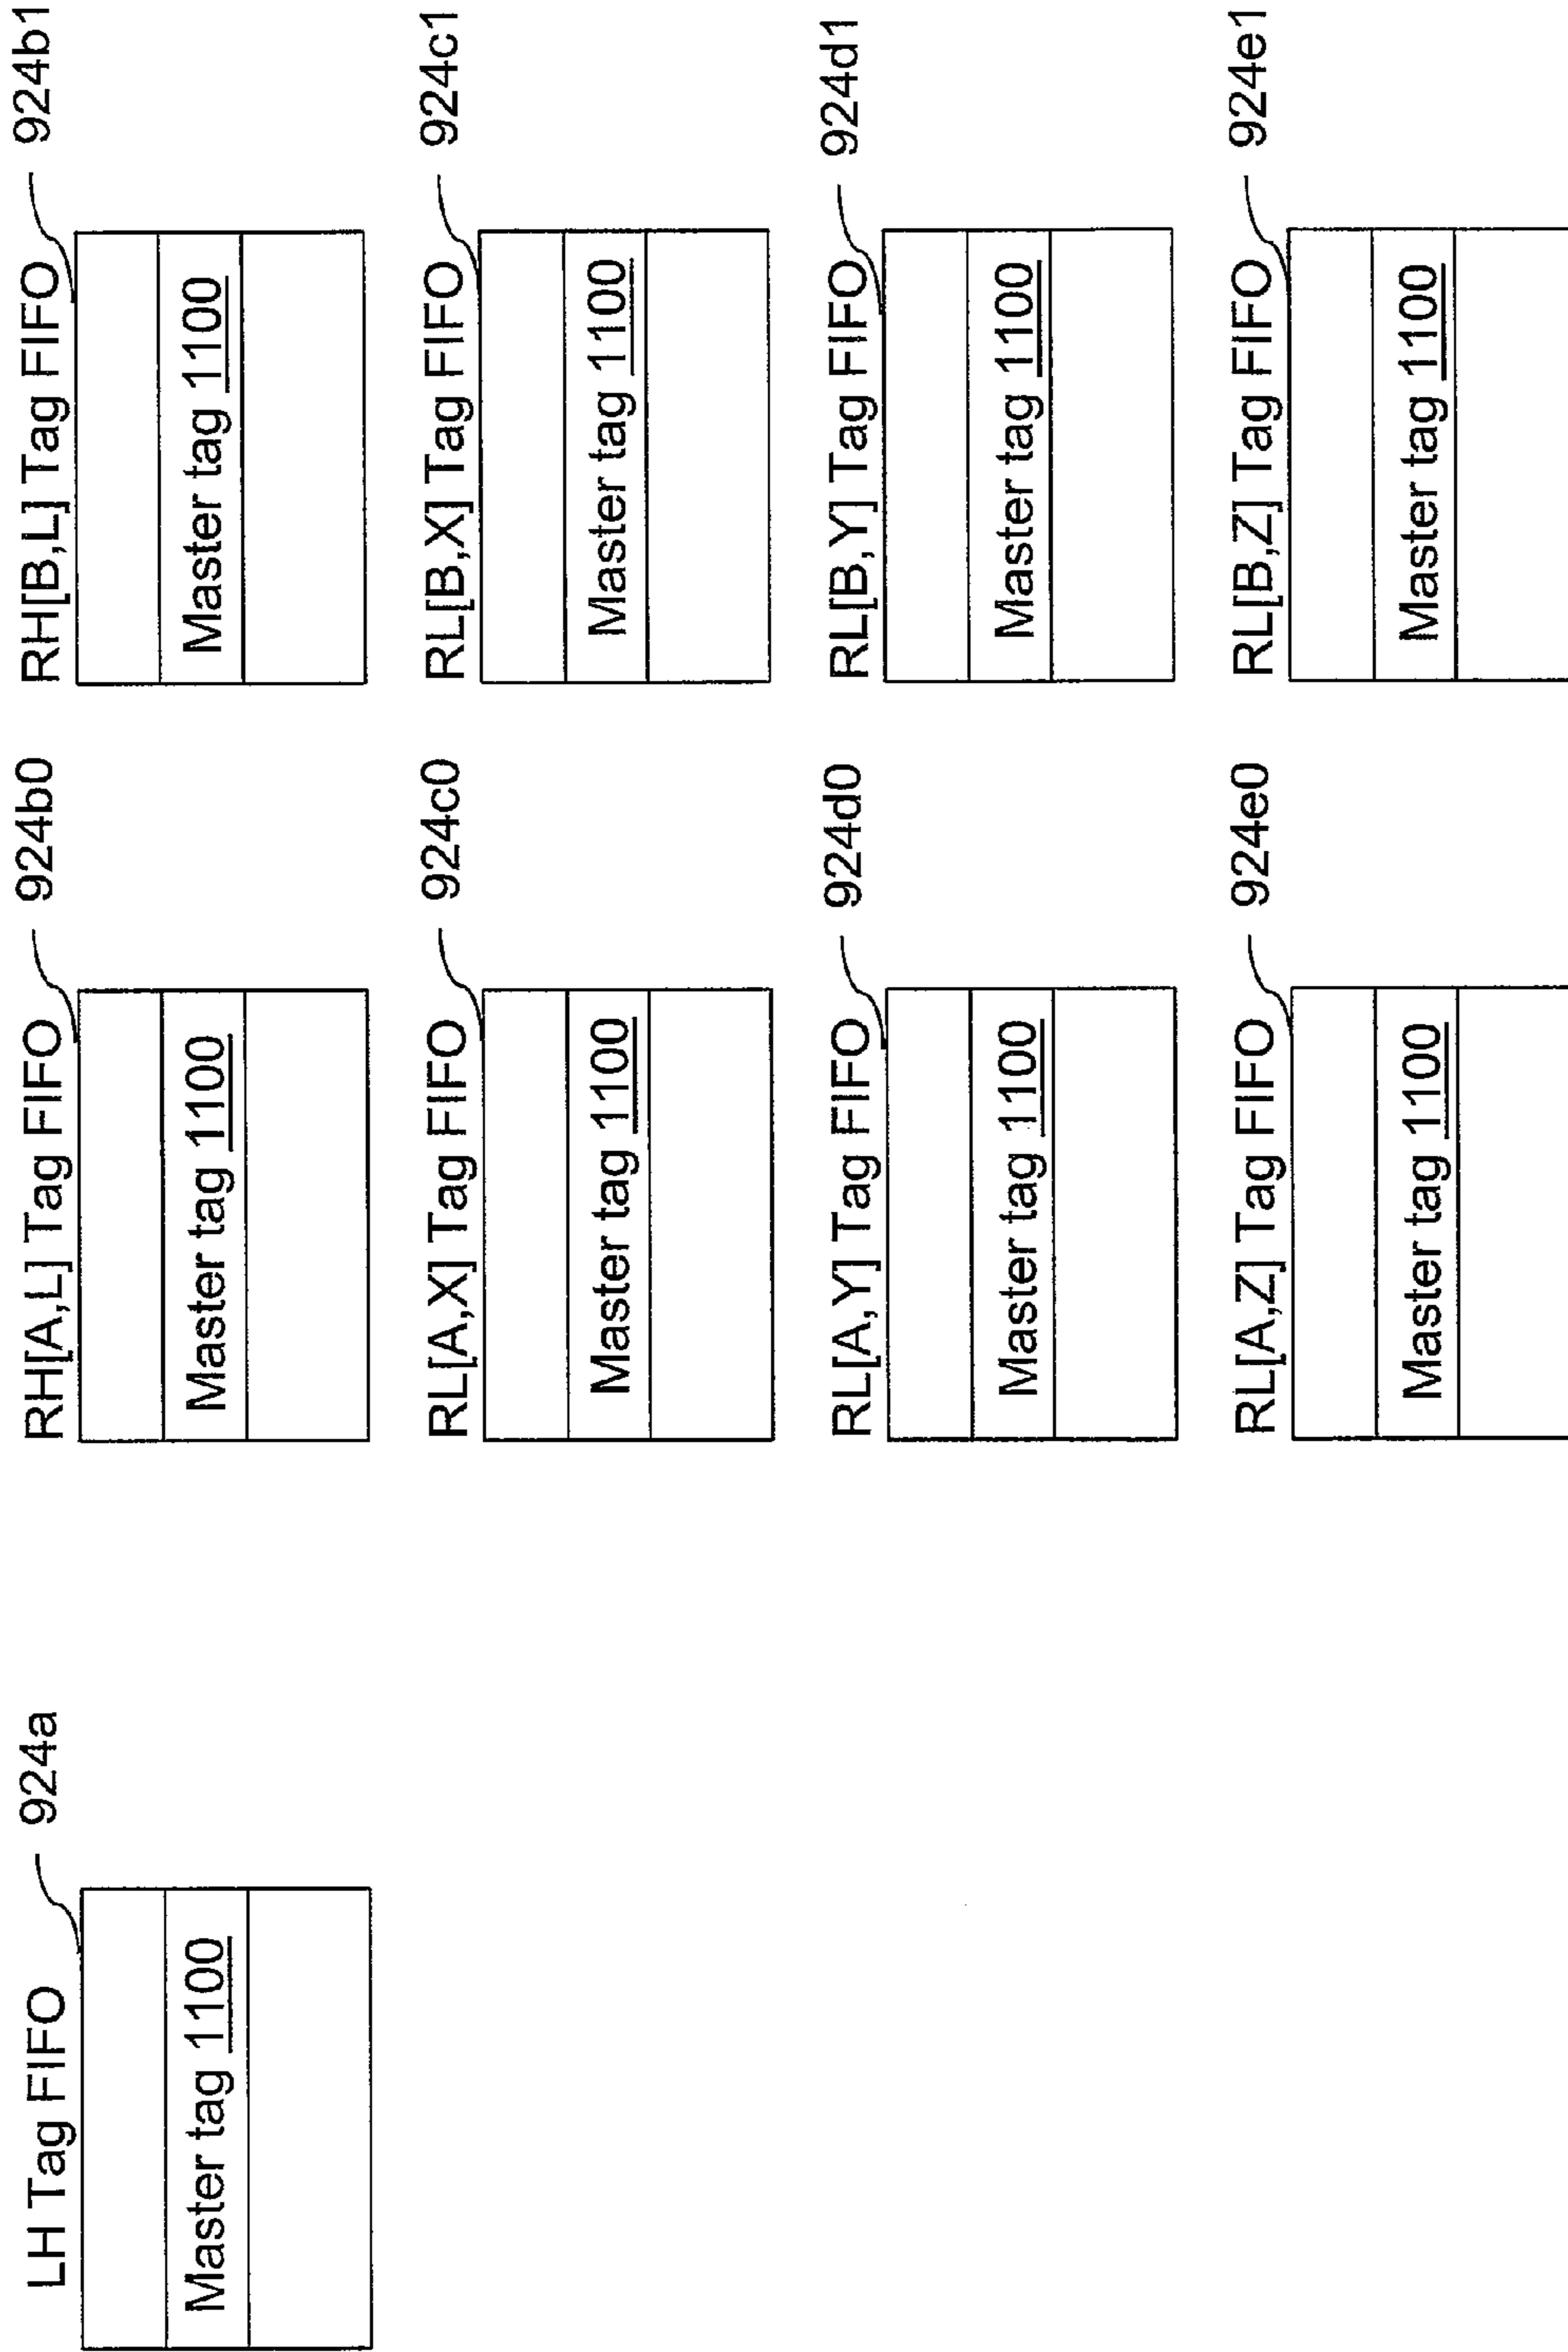 LH Tag FIFO 924a
Master tag 1100
RH[A,L] Tag FIFO 924b0
Master tag 1100
RH[B,L] Tag FIFO 924b1
Master tag 1100
RL[A,X] Tag FIFO 924c0
Master tag 1100
RL[B,X] Tag FIFO 924c1
Master tag 1100
RL[A,Y] Tag FIFO 924d0
Master tag 1100
RL[B,Y] Tag FIFO 924d1
Master tag 1100
RL[A,Z] Tag FIFO 924e0
Master tag 1100
RL[B,Z] Tag FIFO 924e1
Master tag 1100